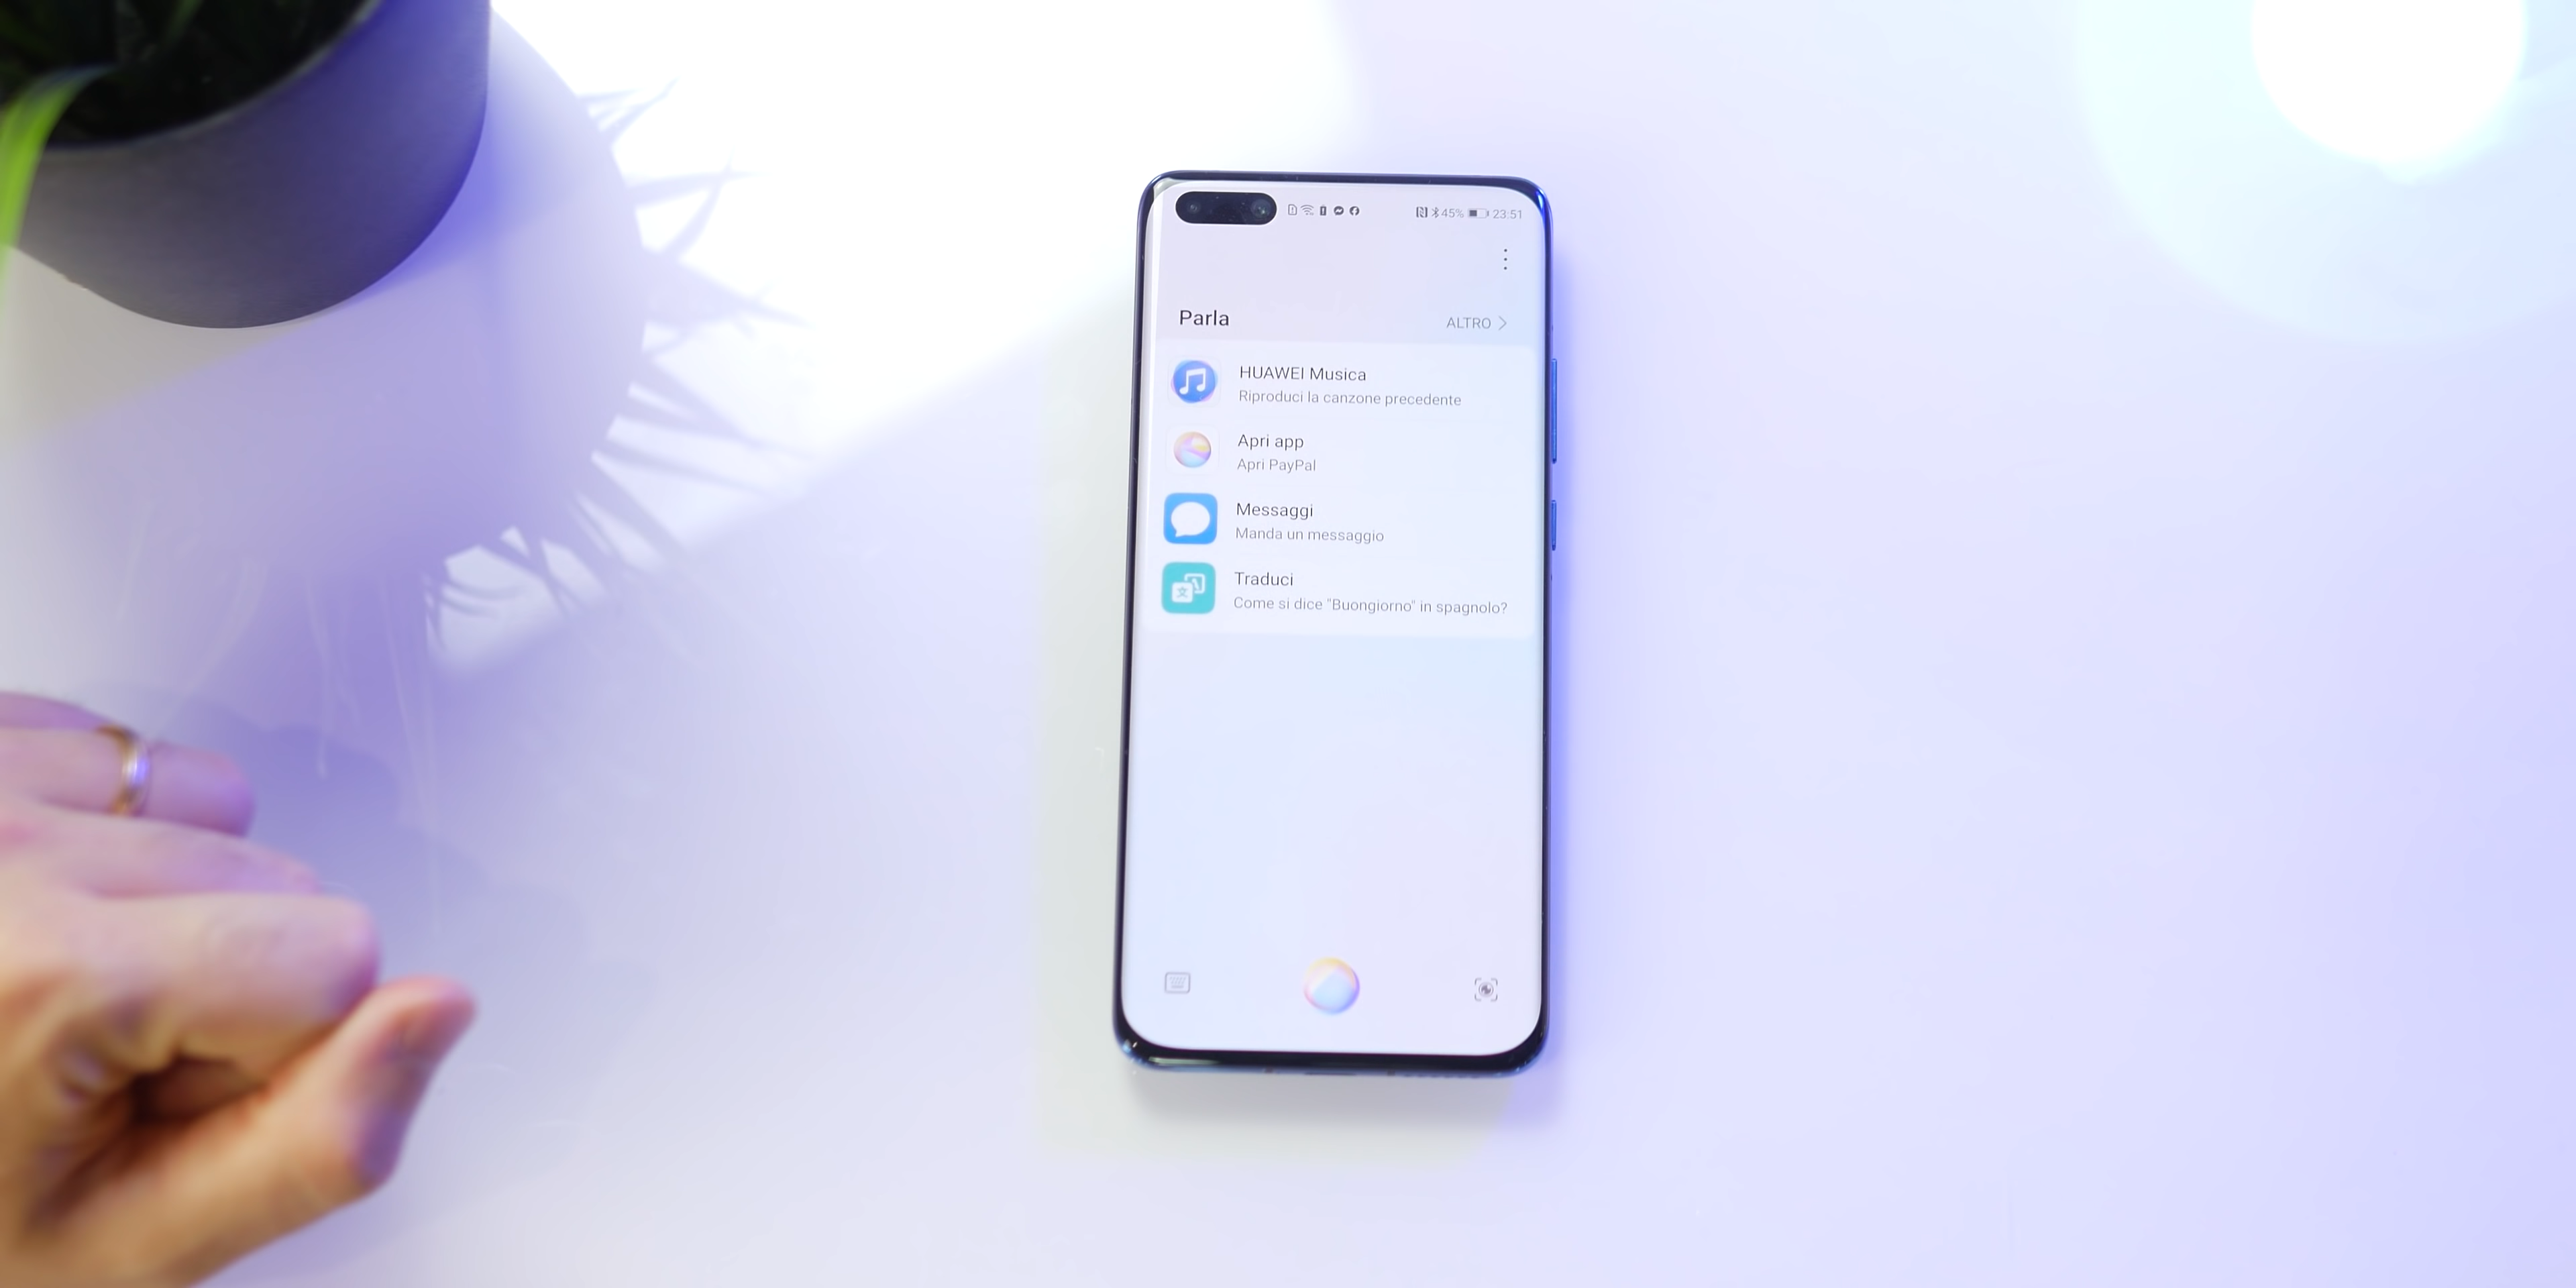 45% 23:51
Parla
ALTRO
HUAWEI Musica
Riproduci la canzone precedente
Apri app
Apri PayPal
Messaggi
Manda un messaggio
Traduci
Come si dice "Buongiorno" in spagnolo?